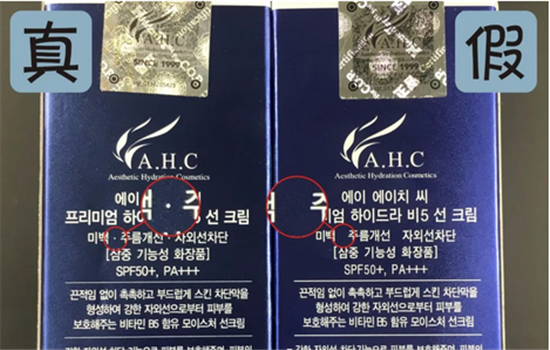 真
A.H.C
SINCE 1999
A.H.C
Aesthetic Hydration Cosmetics
에이
백 · 주
프리미엄 하이
5 선 크림
미백 · 주름개선 · 자외선차단
[삼중 기능성 화장품]
SPF50+, PA+++
끈적임 없이 촉촉하고 부드럽게 스킨 차단막을
형성하여 강한 자외선으로부터 피부를
보호해주는 비타민 B5 함유 모이스처 선크림
假
A.H.C
SINCE 1999
A.H.C
Aesthetic Hydration Cosmetics
에이 에이치 씨
백 주
미엄 하이드라 비5 선 크림
미백 주름개선 자외선차단
[삼중 기능성 화장품]
SPF50+, PA+++
끈적임 없이 촉촉하고 부드럽게 스킨 차단막을
형성하여 강한 자외선으로부터 피부를
보호해주는 비타민 B5 함유 모이스처 선크림